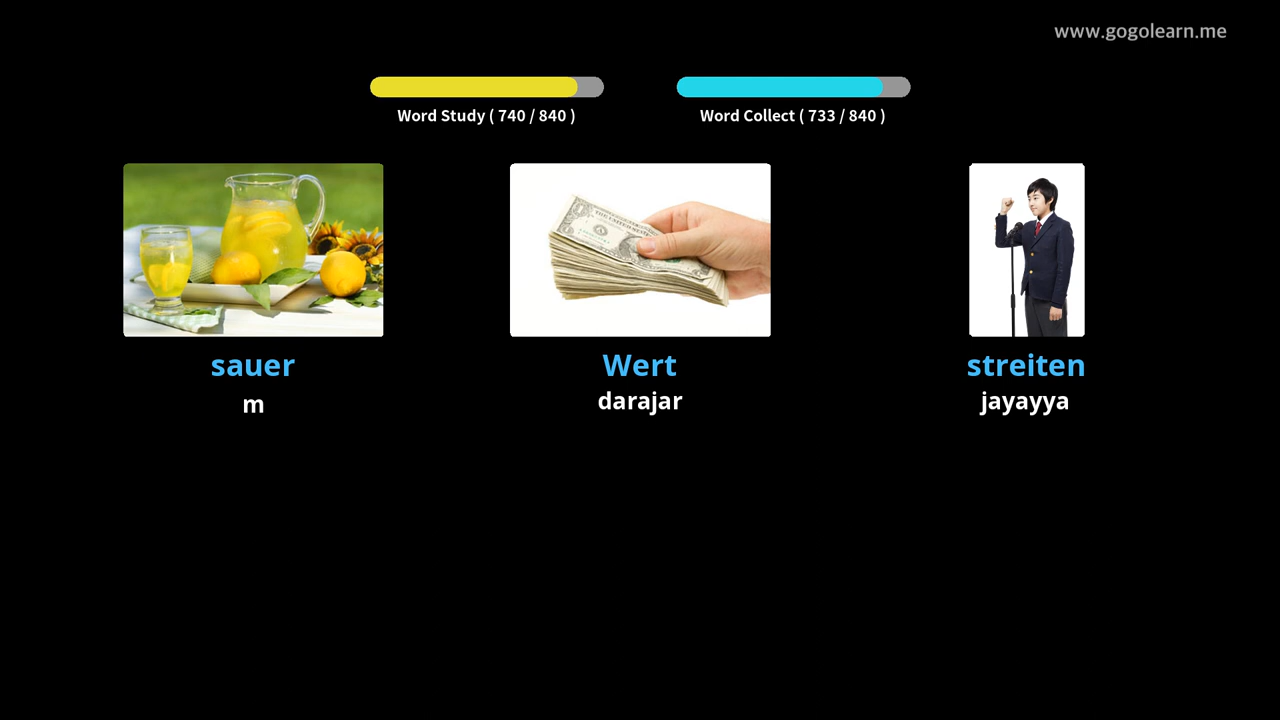 www.gogolearn.me
Word Study ( 740 / 840 )
Word Collect ( 733 / 840 )
sauer
m
Wert
darajar
streiten
jayayya